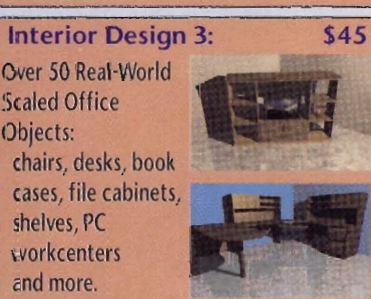 Interior Design 3: $45
Over 50 Real-World
Scaled Office
Objects:
chairs, desks, book
cases, file cabinets,
shelves, PC
workcenters
and more.